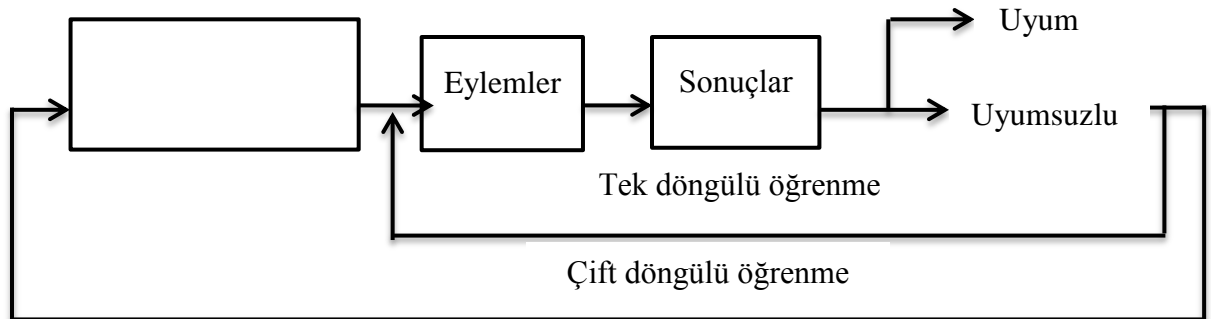 Uyum
Eylemler
Sonuçlar
Uyumsuzlu
Tek döngülü öğrenme
Çift döngülü öğrenme